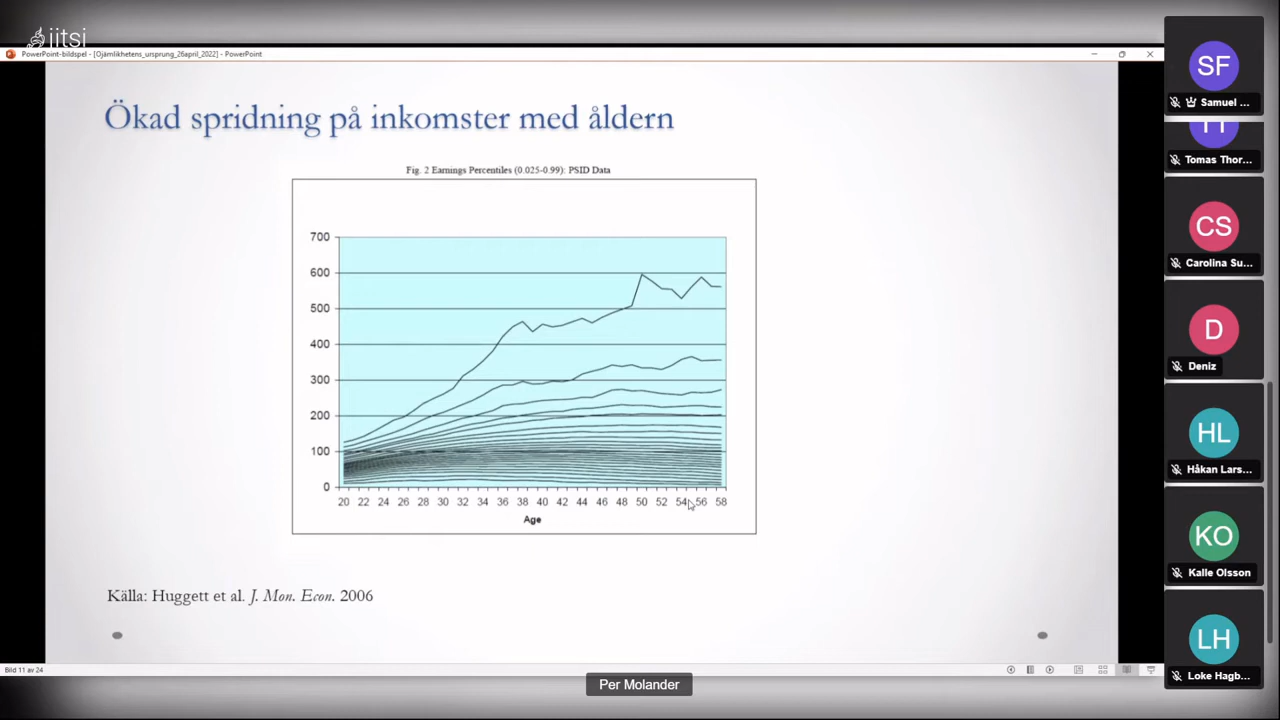 iitsi
PowerPoint-bildspel - [Ojämlikhetens_ursprung_26april_2022] - PowerPoint
Ökad spridning på inkomster med åldern
Fig. 2 Earnings Percentiles (0.025-0.99): PSID Data
700
600
500
400
300
200
100
0
20 22 24 26 28 30 32 34 36 38 40 42 44 46 48 50 52 54 56 58
Age
Källa: Huggett et al. J. Mon. Econ. 2006
Bild 11 av 24
Per Molander
SF
Samuel ...
TT
Tomas Thor...
CS
Carolina Su...
D
Deniz
HL
Håkan Lars...
KO
Kalle Olsson
LH
Loke Hagb...